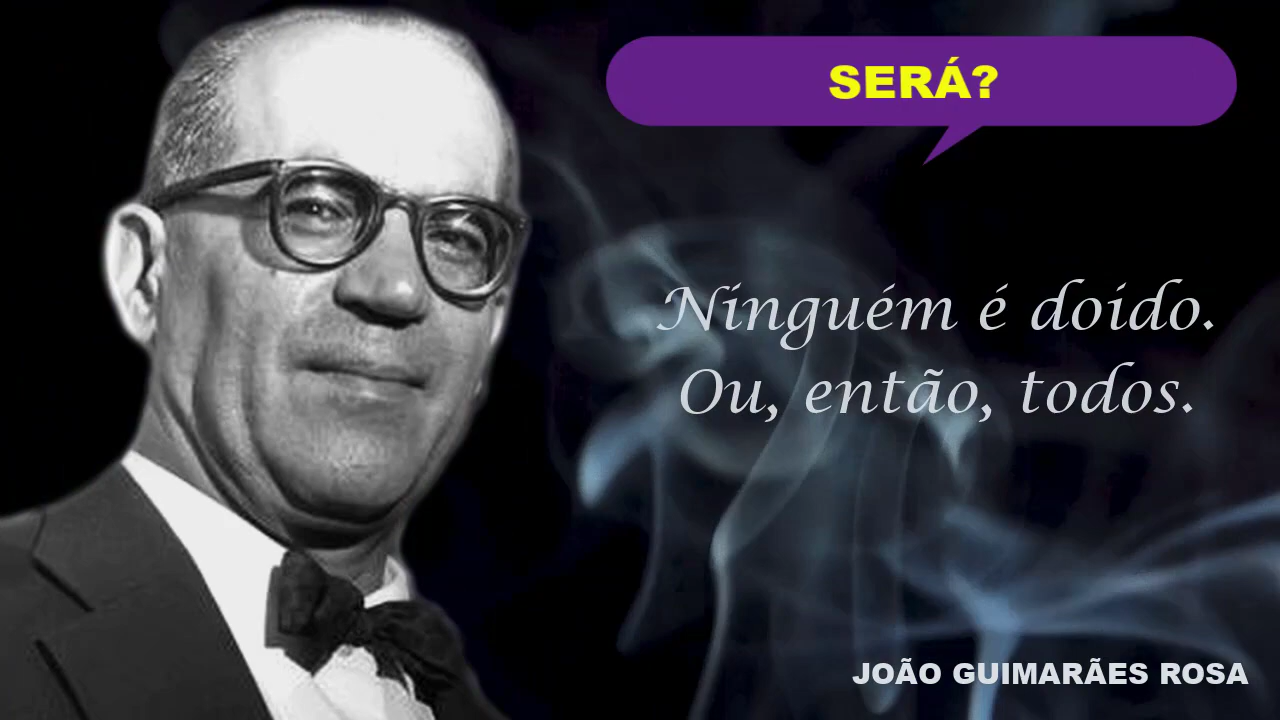 SERÁ?
Ninguém é doido.
Ou, então, todos.
JOÃO GUIMARÃES ROSA